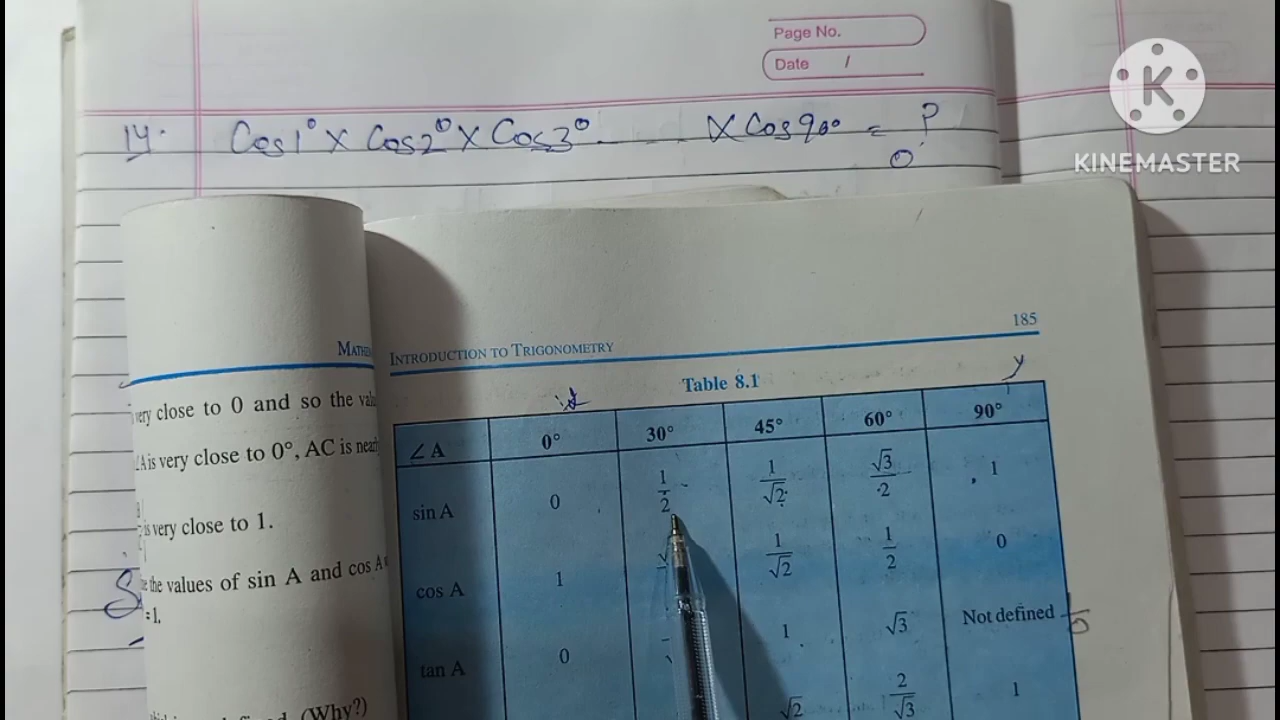 Page No.
Date /
KINEMASTER
14. Cos1° x Cos2° x Cos3° . . . . x Cos90° = ?
0
MATHE
INTRODUCTION TO TRIGONOMETRY 185
Table 8.1
y
very close to 0 and so the
A is very close to 0°, AC is
is very close to 1.
the values of sin A and cos A
=1.
(Why?)
∠ A 0° 30° 45° 60° 90°
sin A 0 1/2 1/√2 √3/2 1
cos A 1 √ 1/√2 1/2 0
tan A 0 1 √3 Not defined
√2 2/√3 1